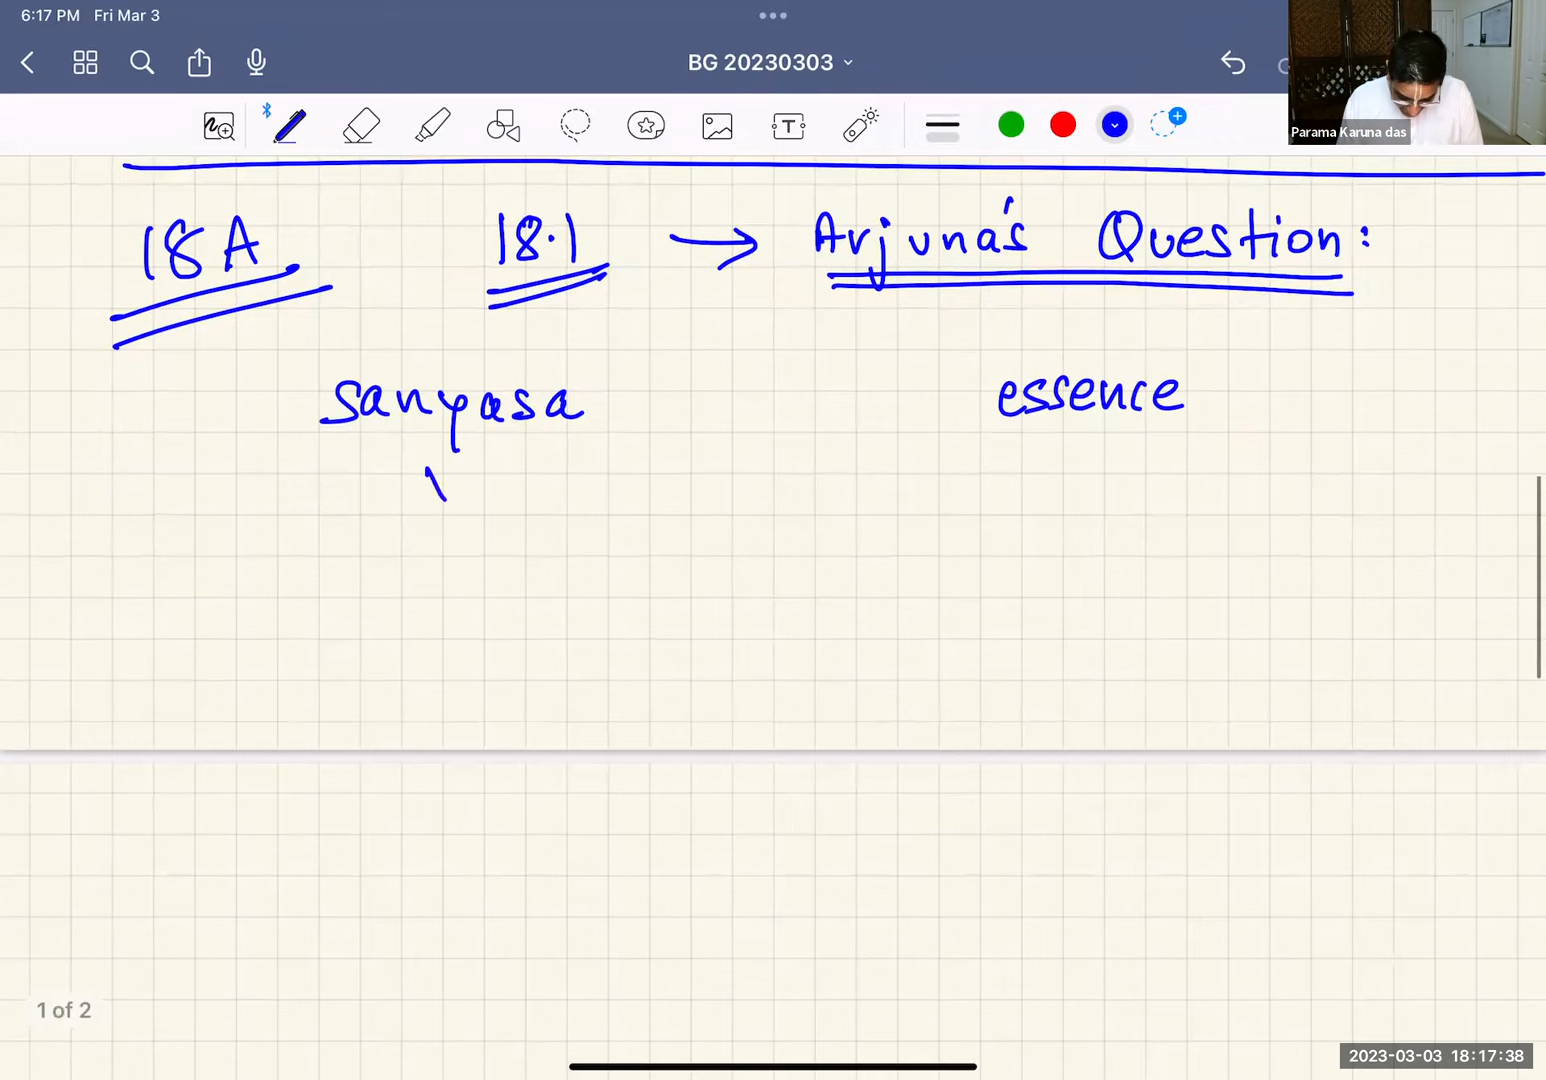 6:17 PM Fri Mar 3
BG 20230303
T
Parama Karuna das
18A 18.1 → Arjuna's Question:
sanyasa essence
1 of 2
2023-03-03 18:17:38